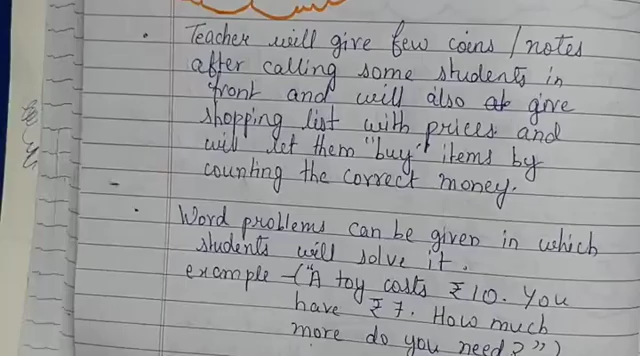 . Teacher will give few coins / notes
after calling some students in
front and will also give
shopping list with prices and
will let them "buy" items by
counting the correct money.
-
. Word problems can be given in which
students will solve it.
example - ("A toy costs ₹10. You
have ₹7. How much
more do you need?")